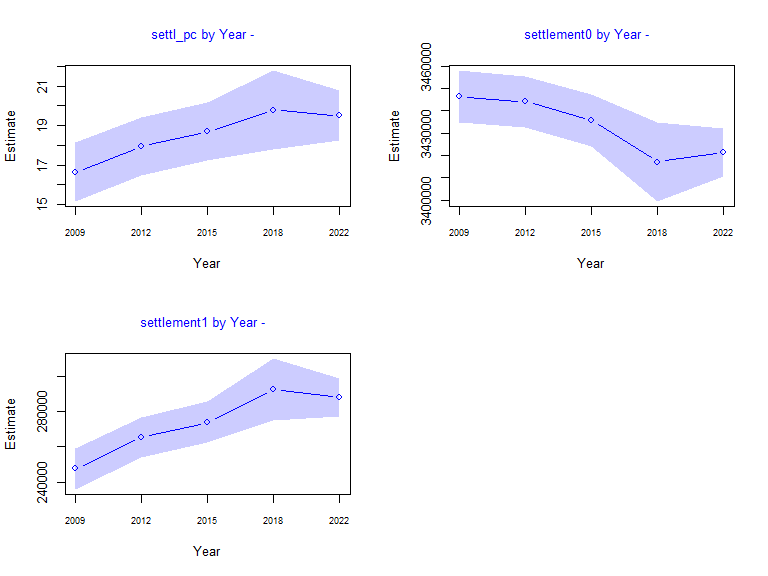 settl_pc by Year -
Estimate
21
19
17
15
2009 2012 2015 2018 2022
Year
settlement0 by Year -
Estimate
3460000
3430000
3400000
2009 2012 2015 2018 2022
Year
settlement1 by Year -
Estimate
280000
240000
2009 2012 2015 2018 2022
Year